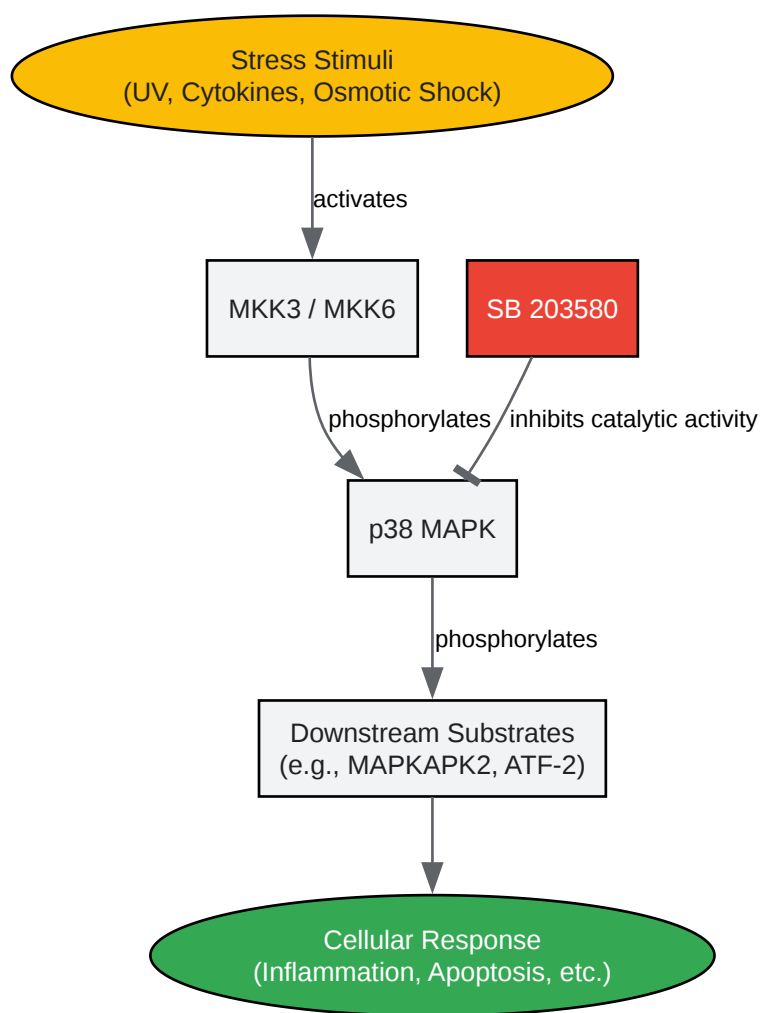 Stress Stimuli
(UV, Cytokines, Osmotic Shock)
activates
MKK3 / MKK6
SB 203580
phosphorylates
inhibits catalytic activity
p38 MAPK
phosphorylates
Downstream Substrates
(e.g., MAPKAPK2, ATF-2)
Cellular Response
(Inflammation, Apoptosis, etc.)